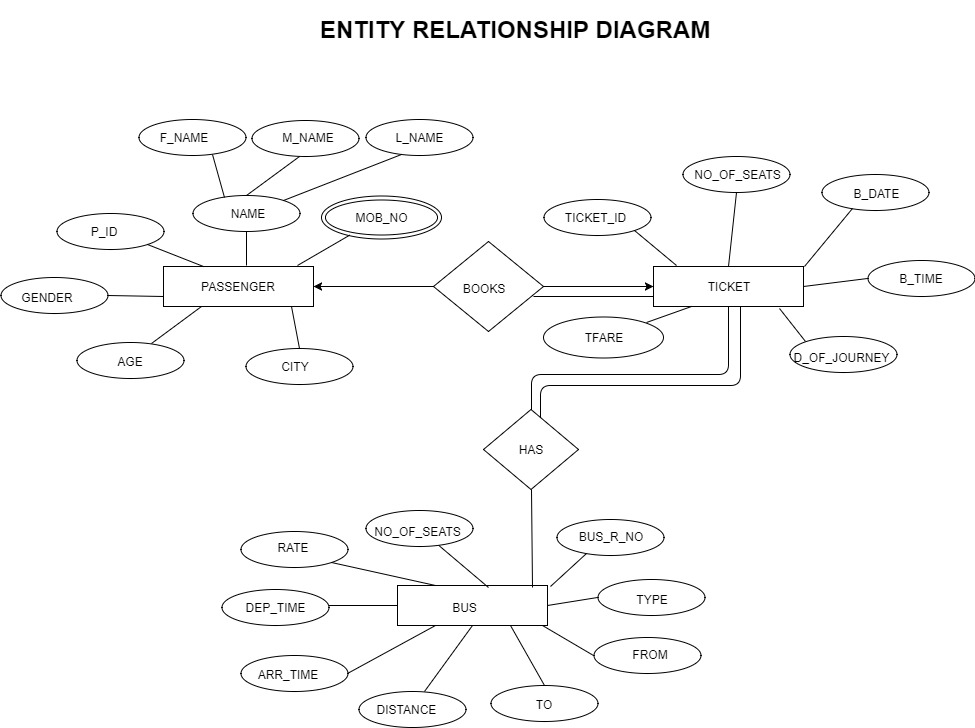 ENTITY RELATIONSHIP DIAGRAM
F_NAME
M_NAME
L_NAME
NAME
MOB_NO
P_ID
PASSENGER
GENDER
AGE
CITY
BOOKS
NO_OF_SEATS
B_DATE
TICKET_ID
TICKET
B_TIME
TFARE
D_OF_JOURNEY
HAS
NO_OF_SEATS
BUS_R_NO
RATE
DEP_TIME
BUS
TYPE
FROM
ARR_TIME
DISTANCE
TO